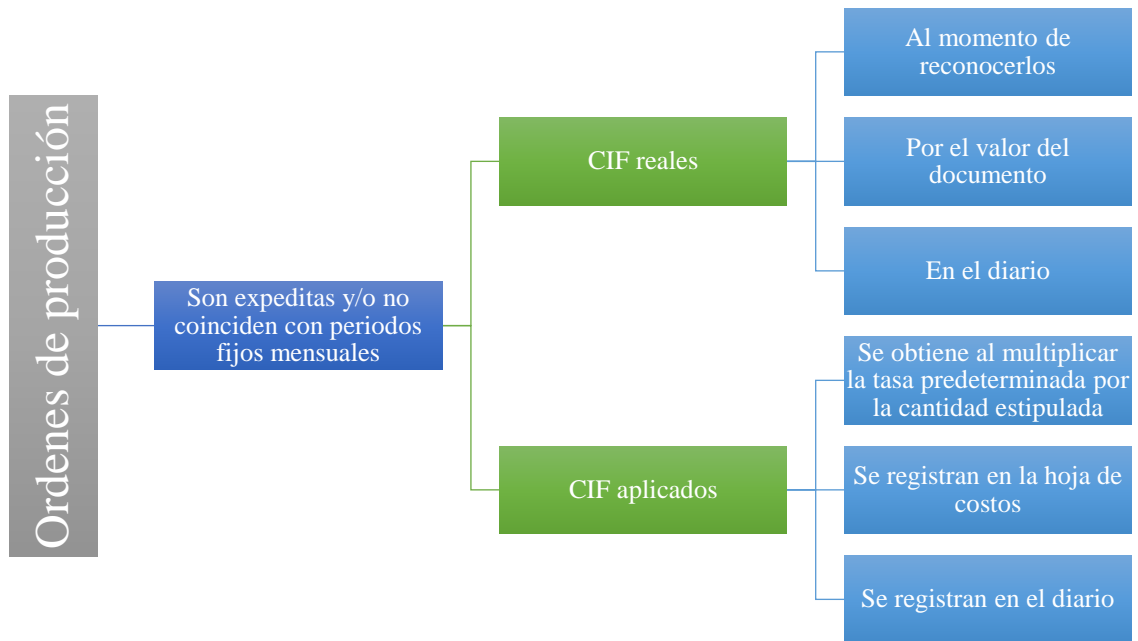 Ordenes de producción
Son expeditas y/o no
coinciden con periodos
fijos mensuales
CIF reales
Al momento de
reconocerlos
Por el valor del
documento
En el diario
CIF aplicados
Se obtiene al multiplicar
la tasa predeterminada por
la cantidad estipulada
Se registran en la hoja de
costos
Se registran en el diario